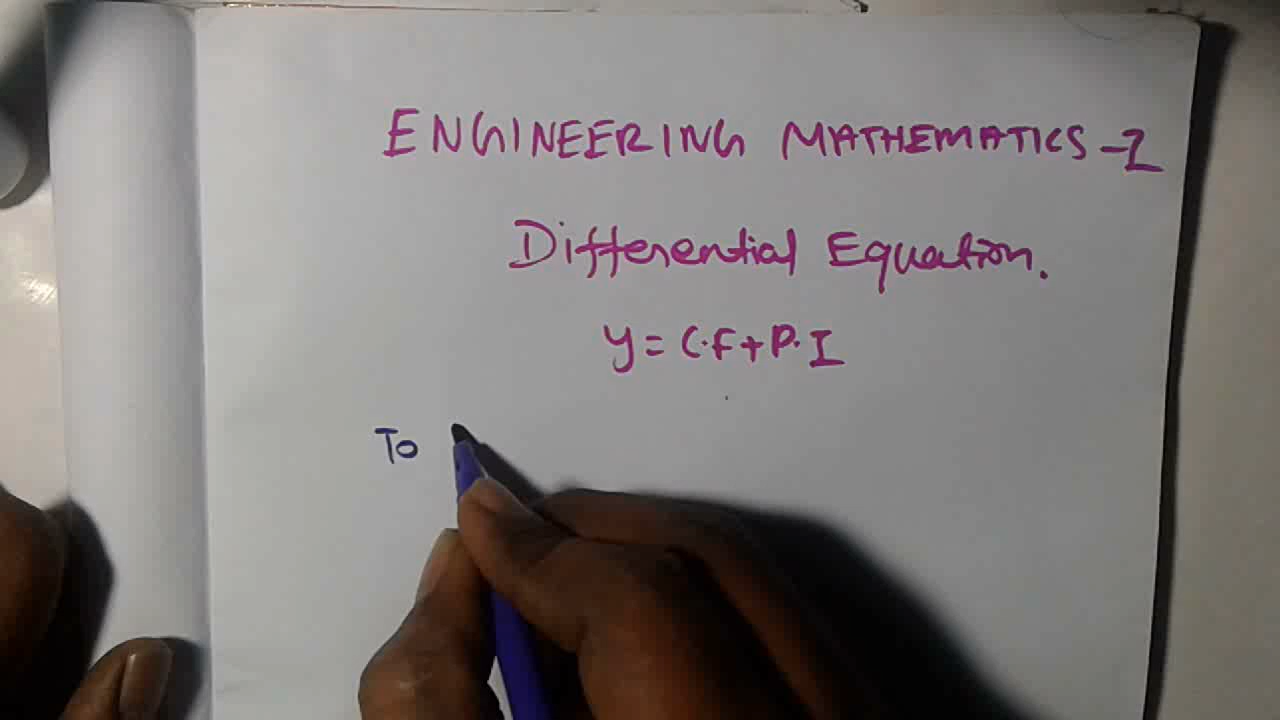 ENGINEERING MATHEMATICS-I
Differential Equation.
y = C.F + P.I
To